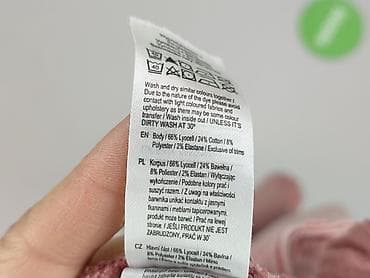 Wash and dry similar colours together /
Due to the nature of the dye please avoid
contact with light coloured fabrics and
upholstery as there may be some colour
transfer / Wash inside out / UNLESS IT'S
DIRTY WASH AT 30°
EN Body / 66% Lyocell / 24% Cotton / 8%
Polyester / 2% Elastane / Exclusive of trims
PL Korpus / 66% Lyocell / 24% Bawełna /
8% Poliester / 2% Elastan / Wyłączając
wykończenie / Podobne kolory prać i
suszyć razem. / Z uwagi na właściwości
barwnika unikać kontaktu z jasnymi
tkaninami i meblami tapicerowanymi,
produkt może barwić / Prać na lewej
stronie. / JEŚLI PRODUKT NIE JEST
ZABRUDZONY, PRAĆ W 30°
CZ Hlavní část / 66% Lyocell / 24% Bavlna /
8% Polyester / 2% Elastan / Mimo